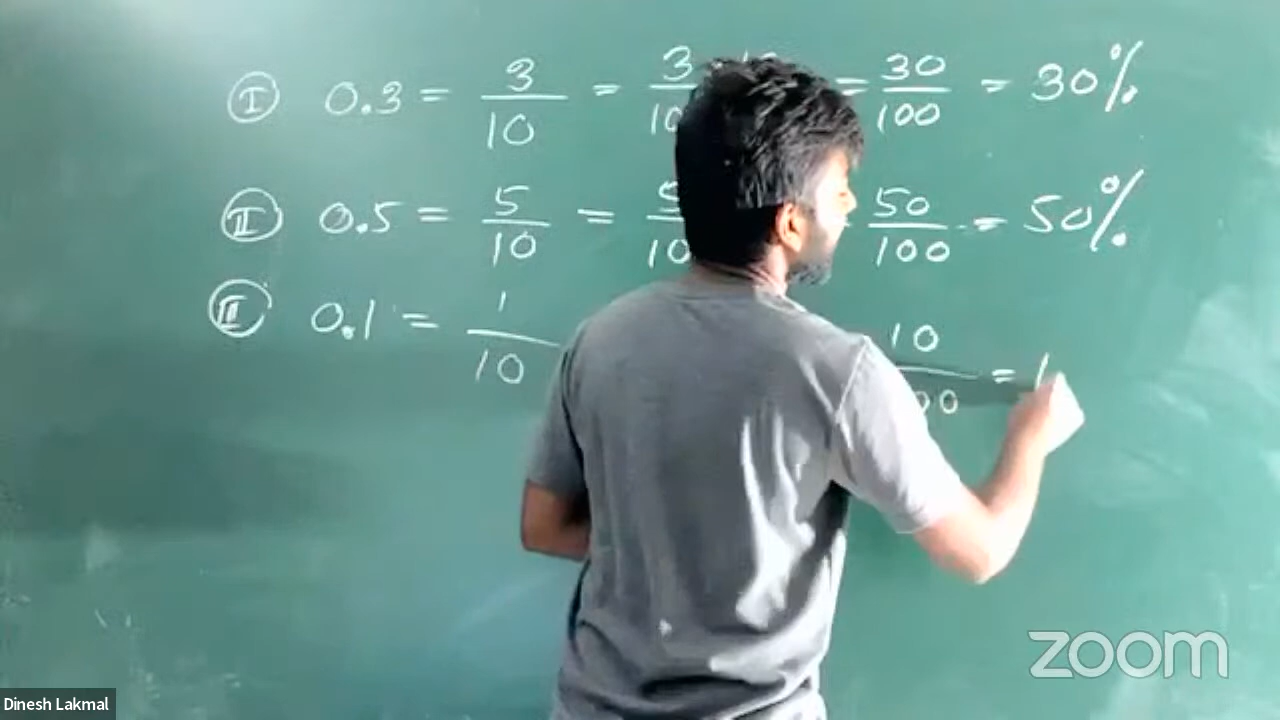 (I) 0.3 = 3/10 = 3/10 = 30/100 = 30%
(II) 0.5 = 5/10 = 5/10 50/100 = 50%
(III) 0.1 = 1/10 10/00 = 1
zoom
Dinesh Lakmal